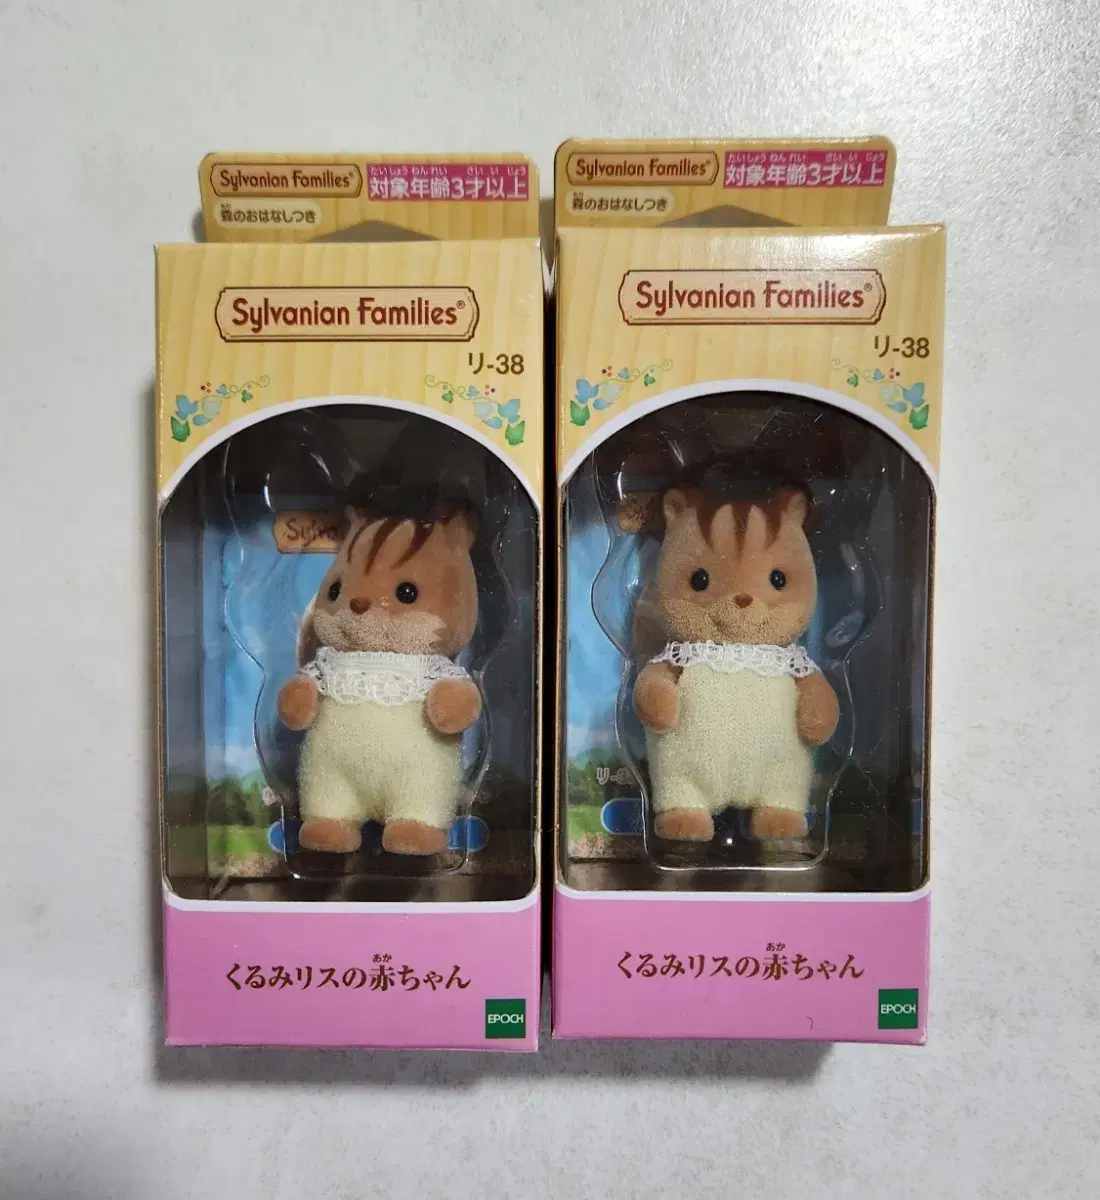 Sylvanian Families®
たいしょうねんれい さいいじょう
対象年齢3才以上
もり
森のおはなしつき
Sylvanian Families®
リ-38
Sylva
くるみリスの赤ちゃん
あか
EPOCH
Sylvanian Families®
たいしょうねんれい さいいじょう
対象年齢3才以上
もり
森のおはなしつき
Sylvanian Families®
リ-38
くるみリスの赤ちゃん
あか
EPOCH